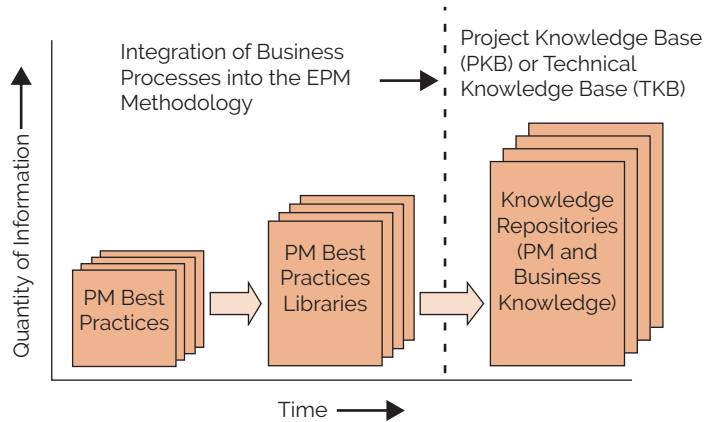 Integration of Business
Processes into the EPM
Methodology
Project Knowledge Base
(PKB) or Technical
Knowledge Base (TKB)
Quantity of Information
PM Best
Practices
PM Best
Practices
Libraries
Knowledge
Repositories
(PM and
Business
Knowledge)
Time